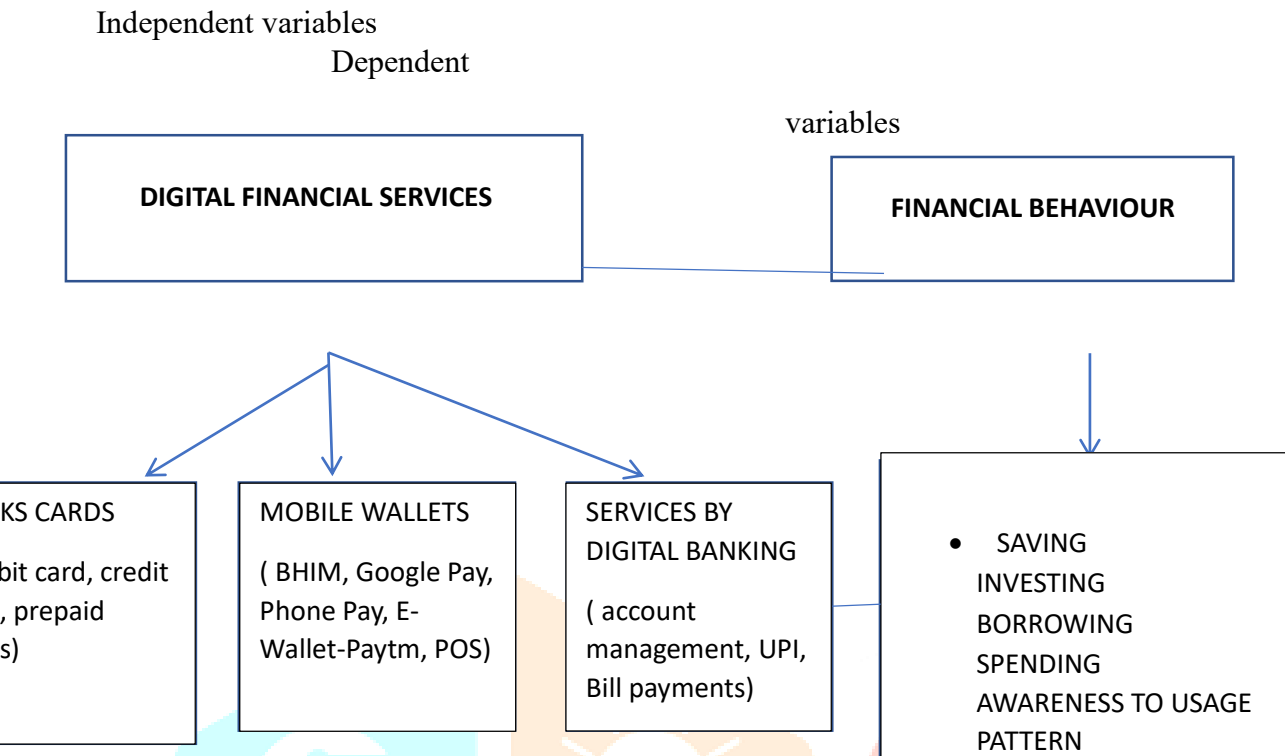 Independent variables
Dependent
variables
DIGITAL FINANCIAL SERVICES
FINANCIAL BEHAVIOUR
KS CARDS
bit card, credit
, prepaid
s)
MOBILE WALLETS
( BHIM, Google Pay,
Phone Pay, E-
Wallet-Paytm, POS)
SERVICES BY
DIGITAL BANKING
( account
management, UPI,
Bill payments)
• SAVING
INVESTING
BORROWING
SPENDING
AWARENESS TO USAGE
PATTERN